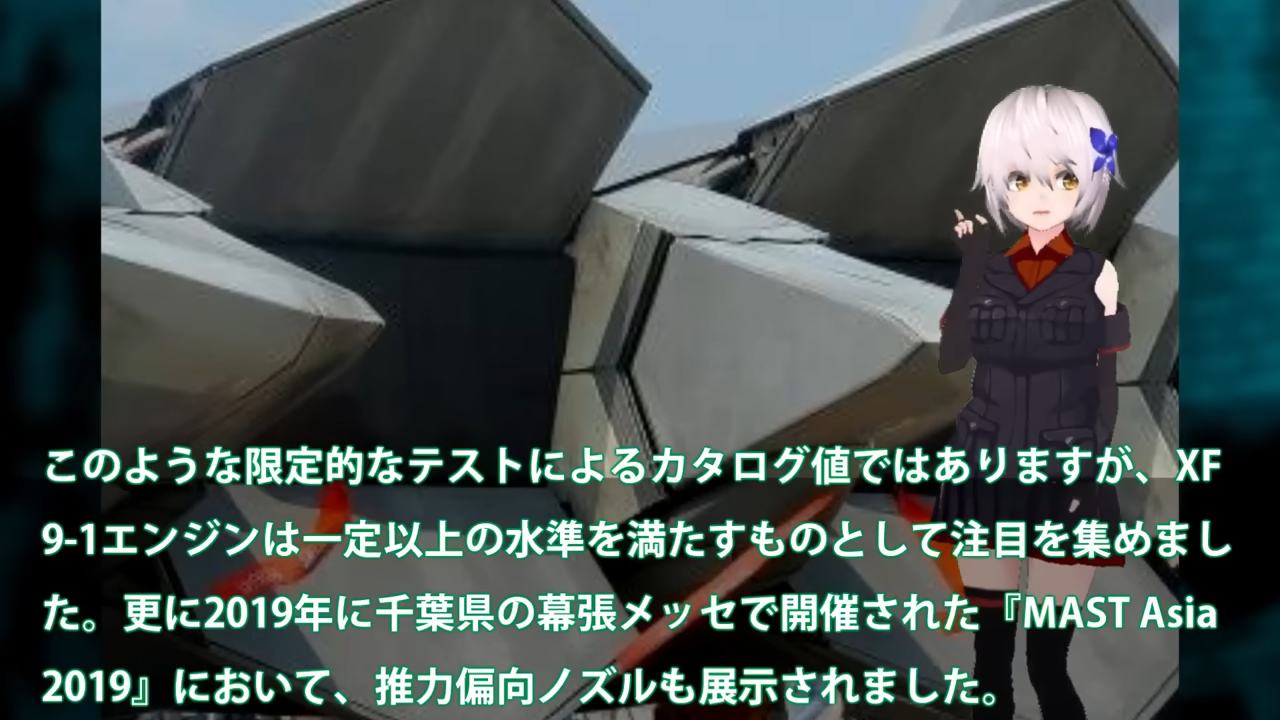 このような限定的なテストによるカタログ値ではありますが、XF
9-1エンジンは一定以上の水準を満たすものとして注目を集めまし
た。更に2019年に千葉県の幕張メッセで開催された『MAST Asia
2019』において、推力偏向ノズルも展示されました。